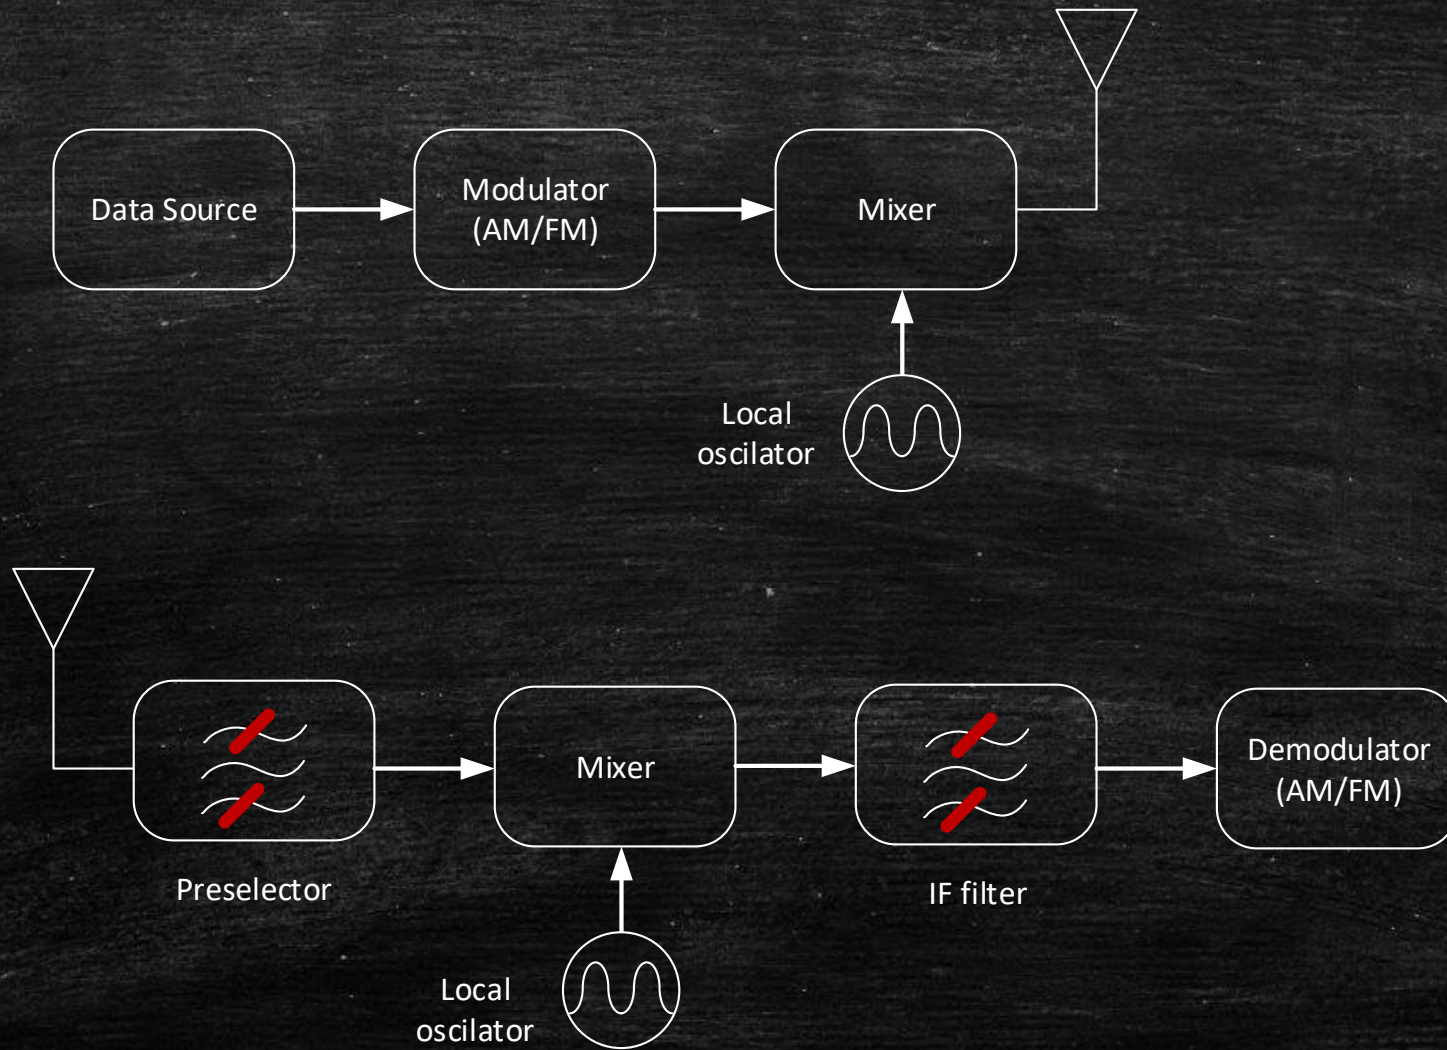 Data Source
Modulator
(AM/FM)
Mixer
Local
oscilator
Mixer
Demodulator
(AM/FM)
Preselector
IF filter
Local
oscilator